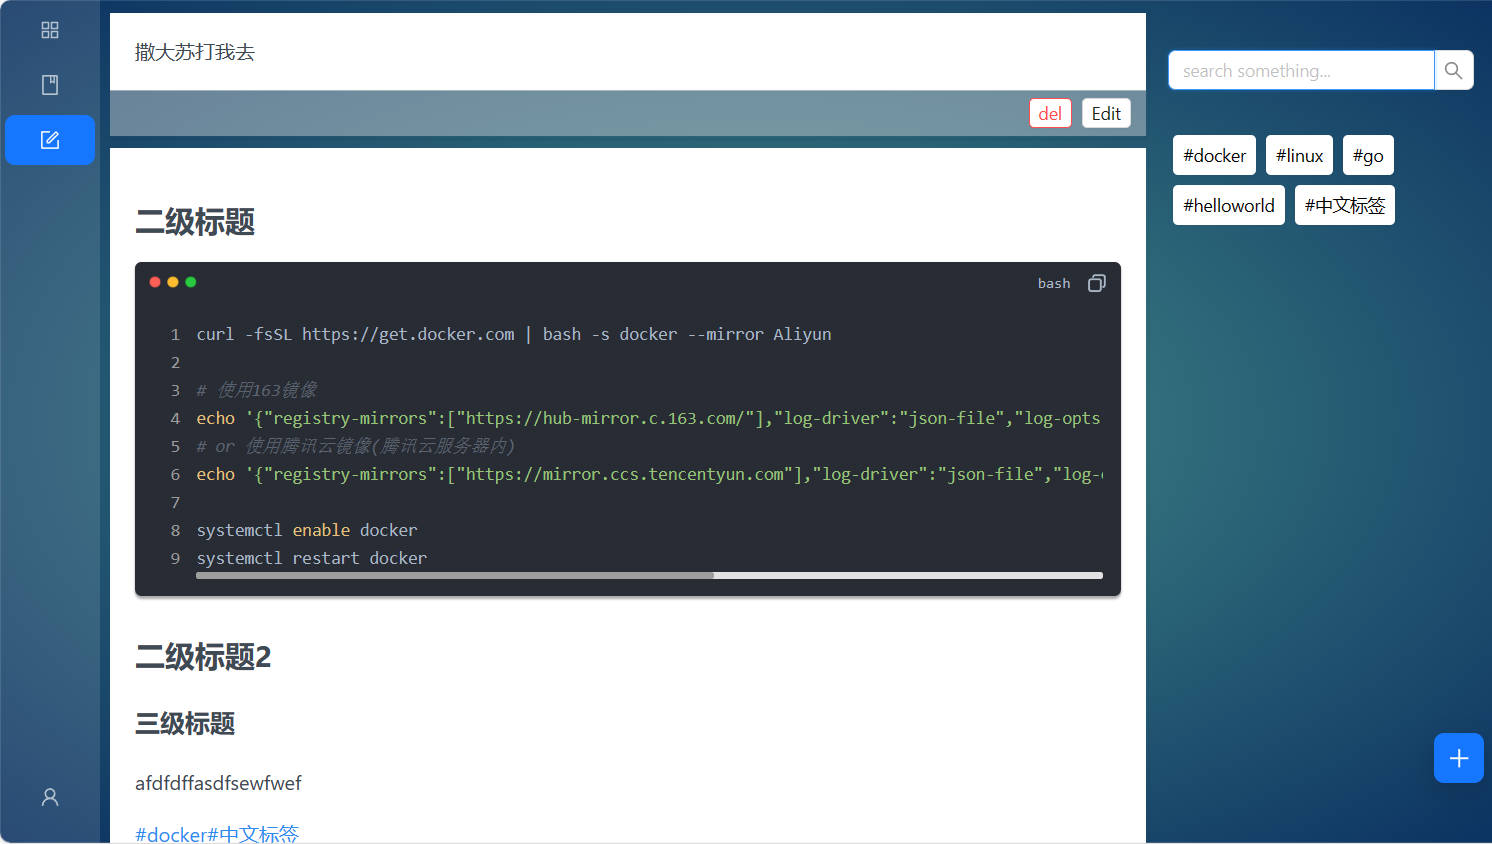 撒大苏打我去
del Edit
二级标题
bash
1 curl -fsSL https://get.docker.com | bash -s docker --mirror Aliyun
2
3 # 使用163镜像
4 echo '{"registry-mirrors":["https://hub-mirror.c.163.com/"],"log-driver":"json-file","log-opts
5 # or 使用腾讯云镜像(腾讯云服务器内)
6 echo '{"registry-mirrors":["https://mirror.ccs.tencentyun.com"],"log-driver":"json-file","log-
7
8 systemctl enable docker
9 systemctl restart docker
二级标题2
三级标题
afdfdffasdfsewfwef
#docker#中文标签
search something...
#docker #linux #go
#helloworld #中文标签